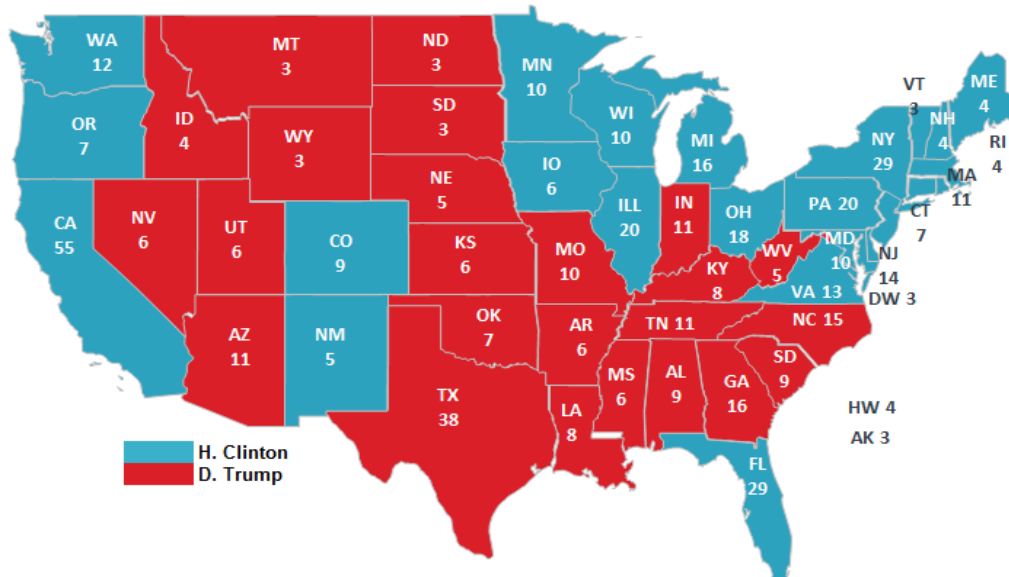 WA
12
OR
7
CA
55
NV
6
ID
4
MT
3
WY
3
UT
6
AZ
11
CO
9
NM
5
ND
3
SD
3
NE
5
KS
6
OK
7
TX
38
MN
10
IO
6
MO
10
AR
6
LA
8
WI
10
ILL
20
MI
16
IN
11
OH
18
KY
8
TN 11
MS
6
AL
9
GA
16
FL
29
SD
9
NC 15
VA 13
WV
5
PA 20
MD
10
NY
29
VT
3
NH
4
ME
4
RI
4
MA
11
CT
7
NJ
14
DW 3
HW 4
AK 3
H. Clinton
D. Trump